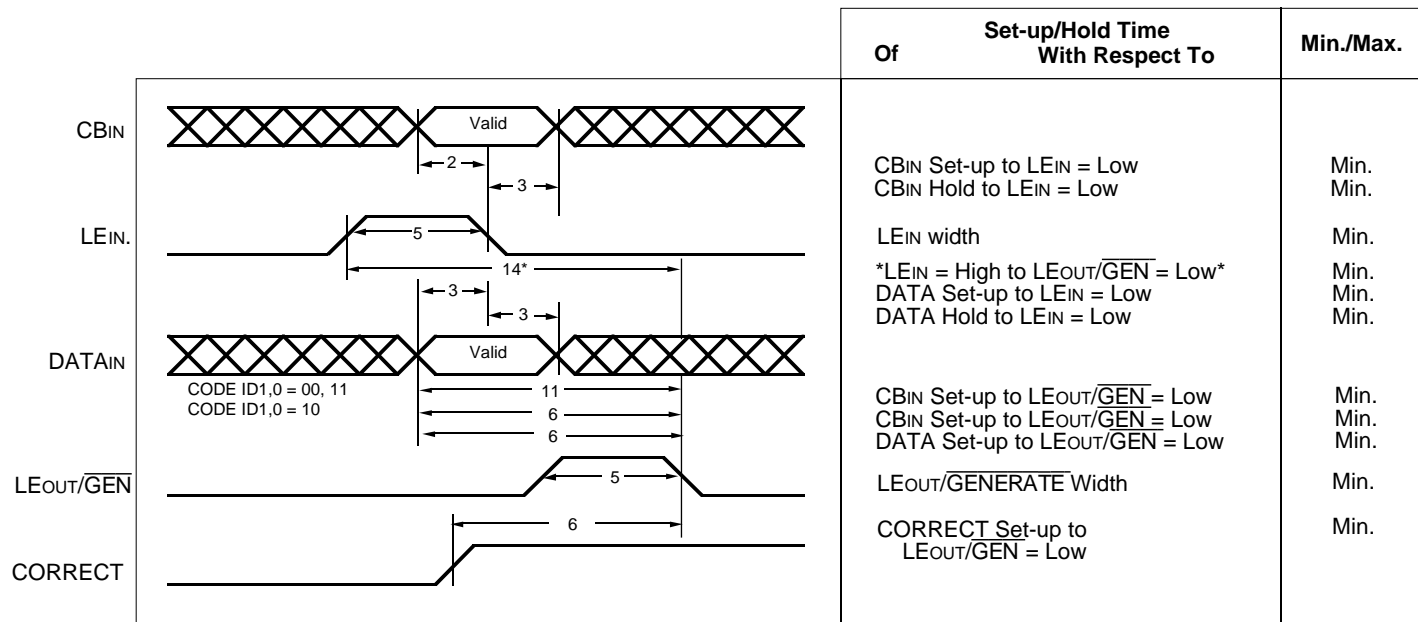 Set-up/Hold Time
Of With Respect To
Min./Max.
CBIN
Valid
2
3
CBIN Set-up to LEIN = Low Min.
CBIN Hold to LEIN = Low Min.
LEIN.
5
LEIN width Min.
14*
*LEIN = High to LEOUT/GEN = Low* Min.
3
DATA Set-up to LEIN = Low Min.
3
DATA Hold to LEIN = Low Min.
DATAIN
Valid
CODE ID1,0 = 00, 11
11
CBIN Set-up to LEOUT/GEN = Low Min.
CODE ID1,0 = 10
6
CBIN Set-up to LEOUT/GEN = Low Min.
6
DATA Set-up to LEOUT/GEN = Low Min.
LEOUT/GEN
5
LEOUT/GENERATE Width Min.
6
CORRECT Set-up to Min.
LEOUT/GEN = Low
CORRECT